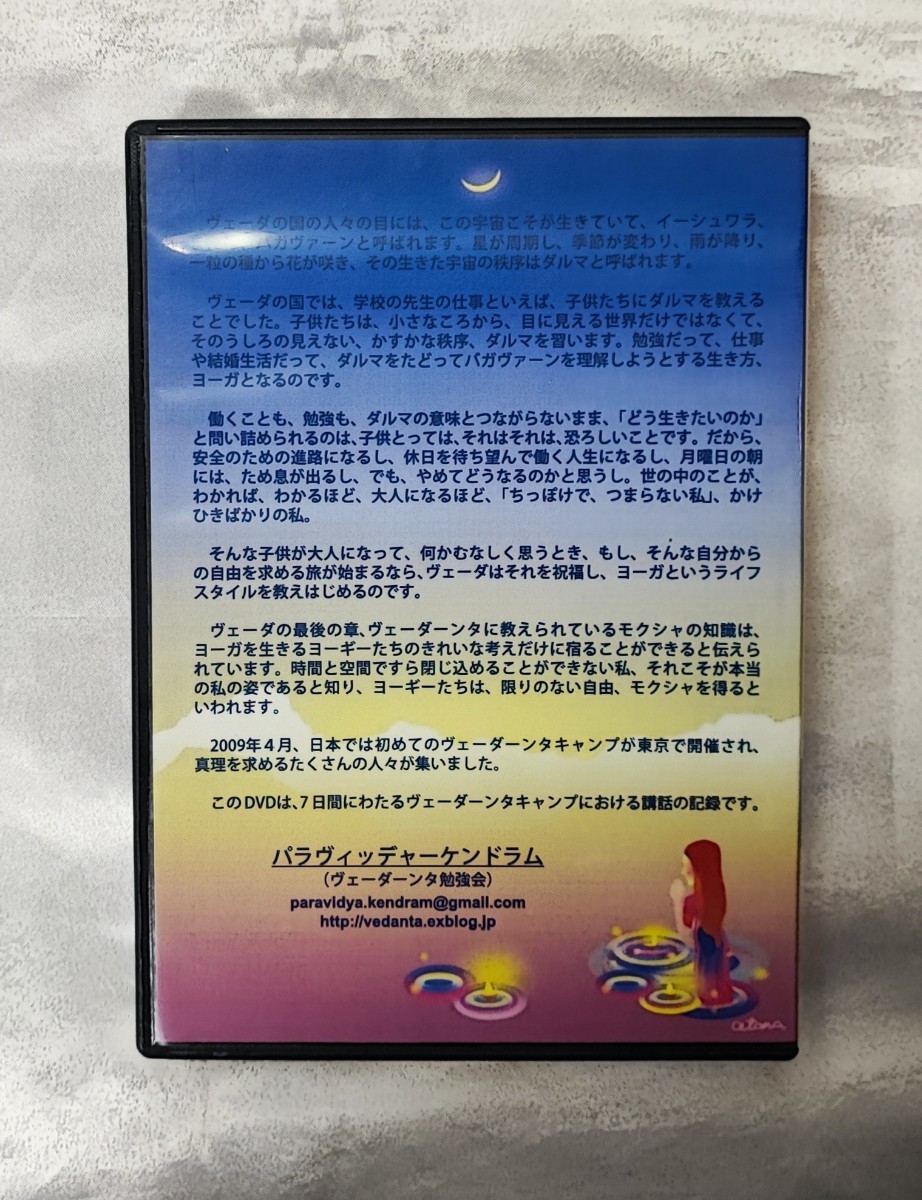 ヴェーダの国の人々の目には、この宇宙こそが生きていて、イーシュワラ、
バガヴァーンと呼ばれます。星が周期し、季節が変わり、雨が降り、
一粒の種から花が咲き、その生きた宇宙の秩序はダルマと呼ばれます。
ヴェーダの国では、学校の先生の仕事といえば、子供たちにダルマを教える
ことでした。子供たちは、小さなころから、目に見える世界だけではなくて、
そのうしろの見えない、かすかな秩序、ダルマを習います。勉強だって、仕事
や結婚生活だって、ダルマをたどってバガヴァーンを理解しようとする生き方、
ヨーガとなるのです。
働くことも、勉強も、ダルマの意味とつながらないまま、「どう生きたいのか」
と問い詰められるのは、子供とっては、それはそれは、恐ろしいことです。だから、
安全のための進路になるし、休日を待ち望んで働く人生になるし、月曜日の朝
には、ため息が出るし、でも、やめてどうなるのかと思うし。世の中のことが、
わかれば、わかるほど、大人になるほど、「ちっぽけで、つまらない私」、かけ
ひきばかりの私。
そんな子供が大人になって、何かむなしく思うとき、もし、そんな自分から
の自由を求める旅が始まるなら、ヴェーダはそれを祝福し、ヨーガというライフ
スタイルを教えはじめるのです。
ヴェーダの最後の章、ヴェーダーンタに教えられているモクシャの知識は、
ヨーガを生きるヨーギーたちのきれいな考えだけに宿ることができると伝えら
れています。時間と空間ですら閉じ込めることができない私、それこそが本当
の私の姿であると知り、ヨーギーたちは、限りのない自由、モクシャを得ると
いわれます。
2009年４月、日本では初めてのヴェーダーンタキャンプが東京で開催され、
真理を求めるたくさんの人々が集いました。
このDVDは、７日間にわたるヴェーダーンタキャンプにおける講話の記録です。
パラヴィッデャーケンドラム
（ヴェーダーンタ勉強会）
paravidya.kendram@gmail.com
http://vedanta.exblog.jp